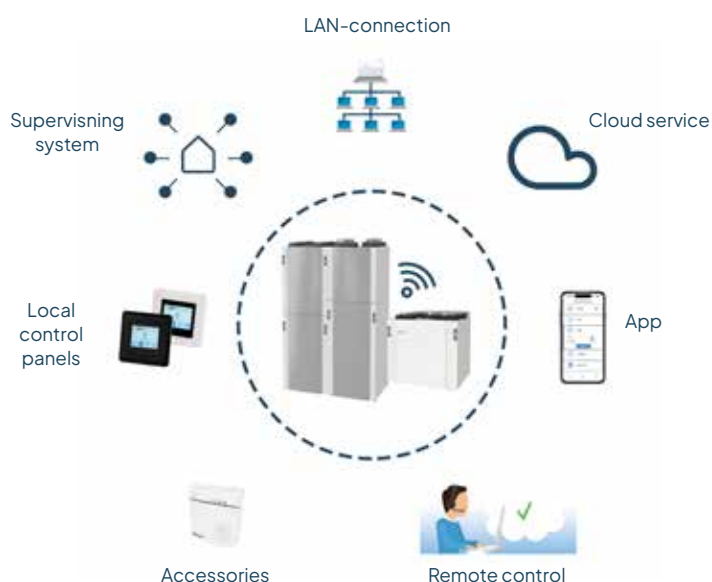 LAN-connection
Supervisning
system
Cloud service
Local
control
panels
App
Accessories
Remote control